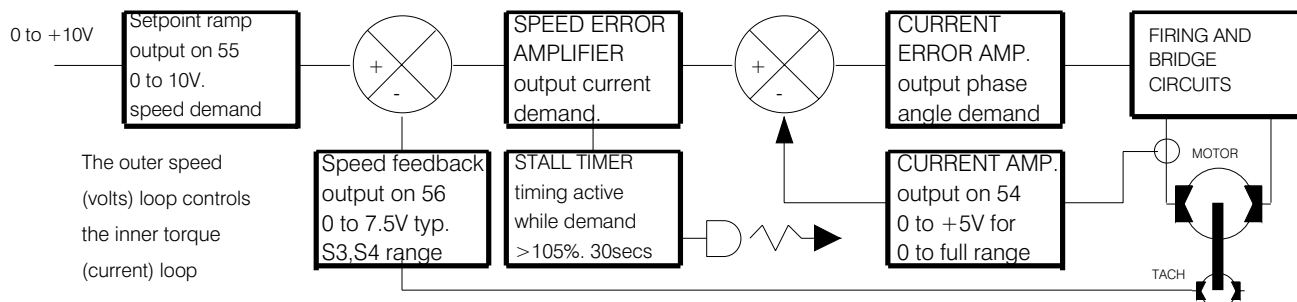 0 to +10V
Setpoint ramp
output on 55
0 to 10V.
speed demand
+
-
SPEED ERROR
AMPLIFIER
output current
demand.
+
-
CURRENT
ERROR AMP.
output phase
angle demand
FIRING AND
BRIDGE
CIRCUITS
The outer speed
(volts) loop controls
the inner torque
(current) loop
Speed feedback
output on 56
0 to 7.5V typ.
S3,S4 range
STALL TIMER
timing active
while demand
>105%. 30secs
CURRENT AMP.
output on 54
0 to +5V for
0 to full range
MOTOR
TACH